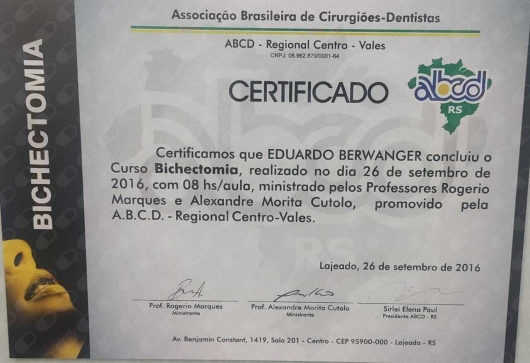 Associação Brasileira de Cirurgiões-Dentistas
ABCD - Regional Centro - Vales
CNPJ: 08.962.879/0001-64
CERTIFICADO
abcd
RS
BICHECTOMIA
Certificamos que EDUARDO BERWANGER concluiu o
Curso Bichectomia, realizado no dia 26 de setembro de
2016, com 08 hs/aula, ministrado pelos Professores Rogerio
Marques e Alexandre Morita Cutolo, promovido pela
A.B.C.D. - Regional Centro-Vales.
RS
Lajeado, 26 de setembro de 2016
Prof. Rogerio Marques
Ministrante
Prof. Alexandre Morita Cutolo
Ministrante
Sirlei Elena Paul
Presidente ABCD - RS
Av. Benjamin Constant, 1419, Sala 201 - Centro - CEP 95900-000 - Lajeado - RS